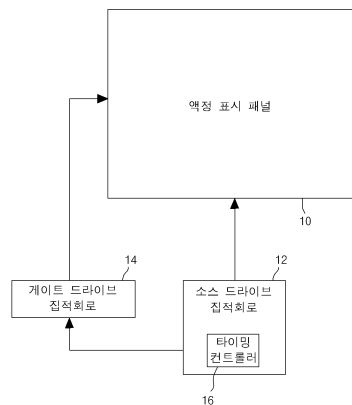 액정 표시 패널
10
14
게이트 드라이브
집적회로
12
소스 드라이브
집적회로
타이밍
컨트롤러
16